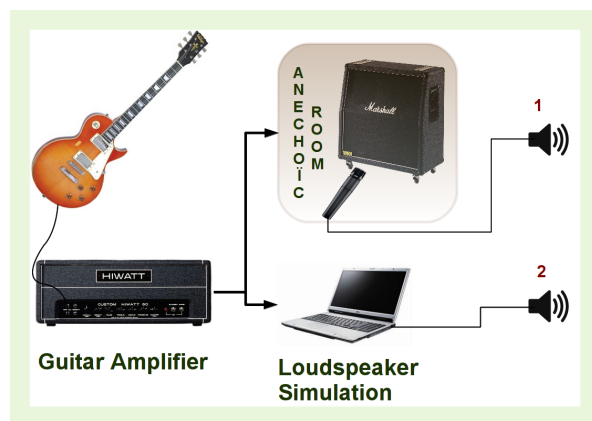 ANECHOÏC
ROOM
Marshall
1
HIWATT
CUSTOM HIWATT 50
2
Guitar Amplifier
Loudspeaker
Simulation